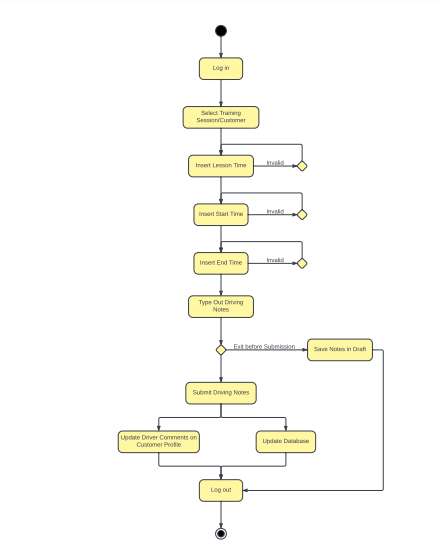 Log in
Select Training
Session/Customer
Insert Lesson Time
Invalid
Insert Start Time
Invalid
Insert End Time
Invalid
Type Out Driving
Notes
Exit before Submission
Save Notes in Draft
Submit Driving Notes
Update Driver Comments on
Customer Profile
Update Database
Log out